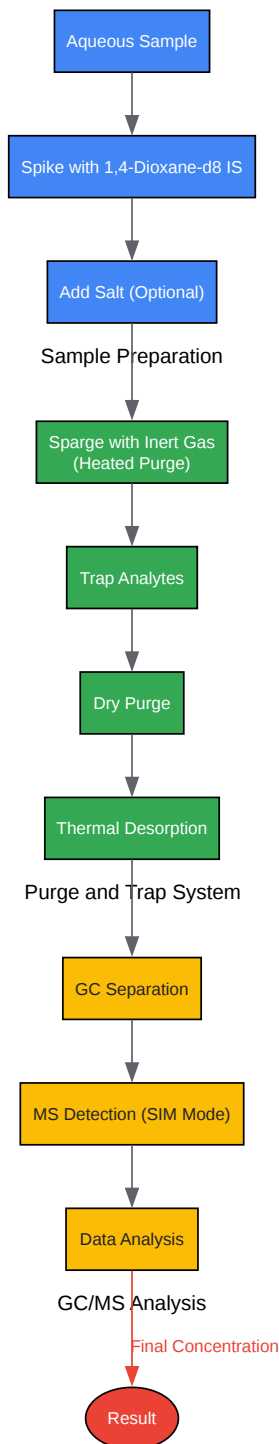 Aqueous Sample
Spike with 1,4-Dioxane-d8 IS
Add Salt (Optional)
Sample Preparation
Sparge with Inert Gas
(Heated Purge)
Trap Analytes
Dry Purge
Thermal Desorption
Purge and Trap System
GC Separation
MS Detection (SIM Mode)
Data Analysis
GC/MS Analysis
Final Concentration
Result